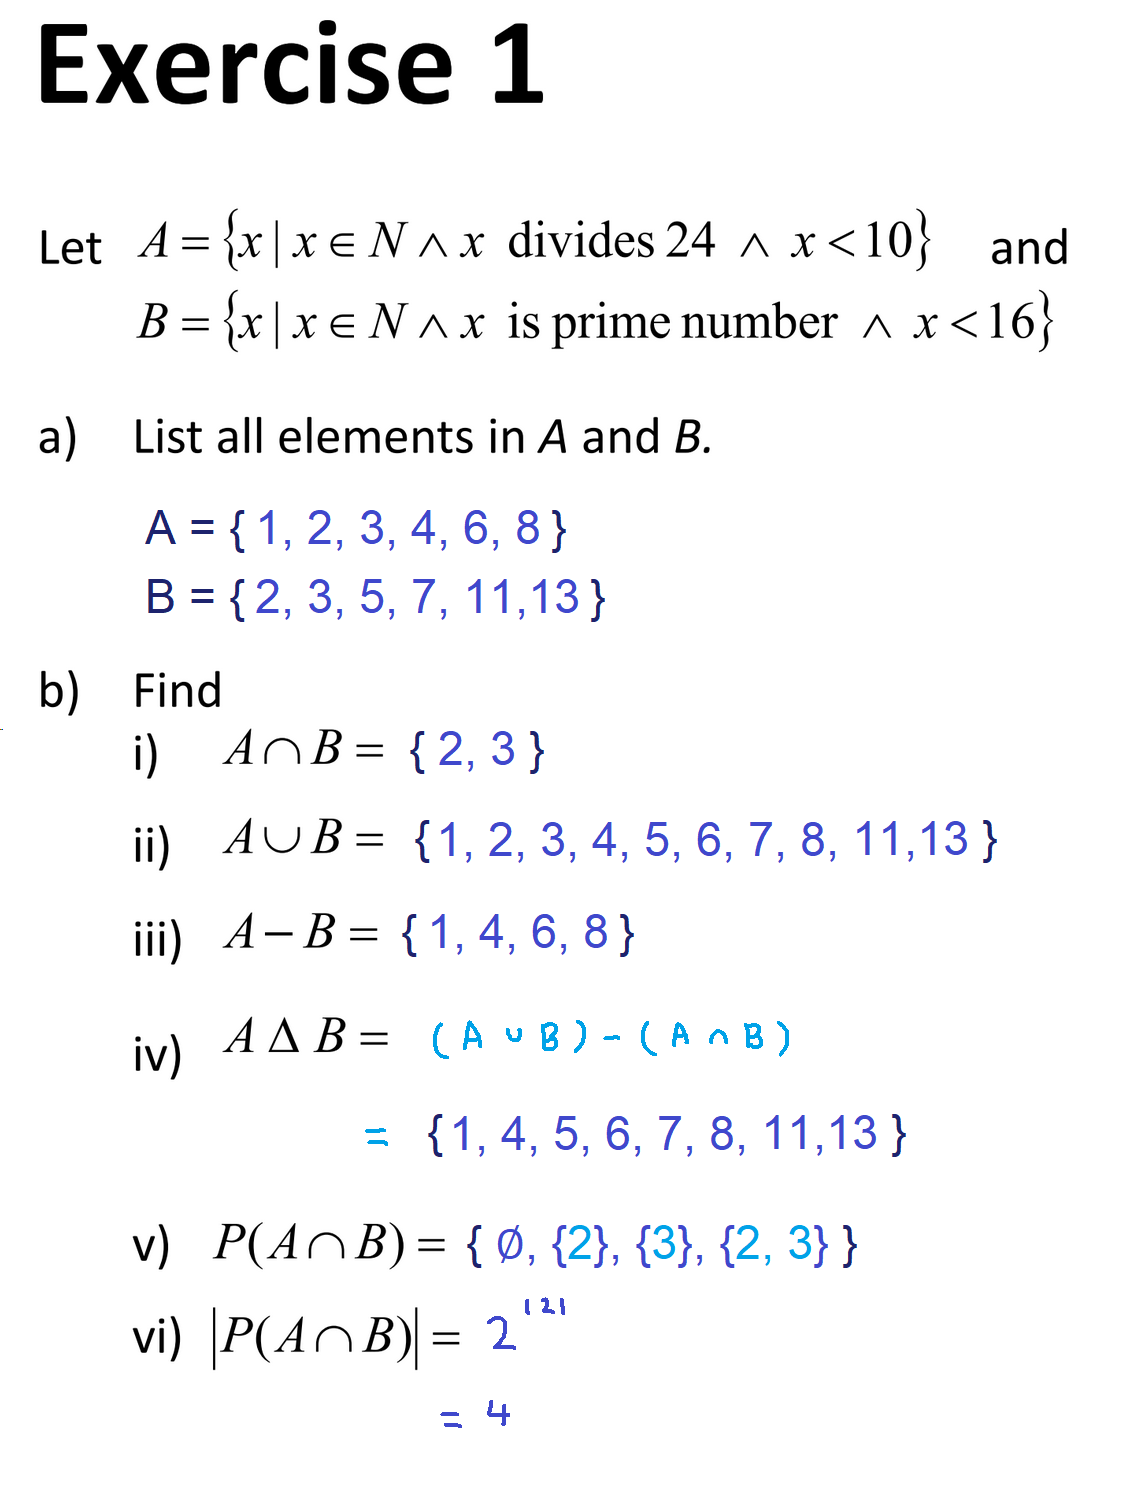 Exercise 1
Let A = {x | x ∈ N ∧ x divides 24 ∧ x < 10} and
B = {x | x ∈ N ∧ x is prime number ∧ x < 16}
a) List all elements in A and B.
A = { 1, 2, 3, 4, 6, 8 }
B = { 2, 3, 5, 7, 11,13 }
b) Find
i) A ∩ B = { 2, 3 }
ii) A ∪ B = { 1, 2, 3, 4, 5, 6, 7, 8, 11,13 }
iii) A − B = { 1, 4, 6, 8 }
iv) A Δ B = ( A ∪ B ) - ( A ∩ B )
= { 1, 4, 5, 6, 7, 8, 11,13 }
v) P(A ∩ B) = { ∅, {2}, {3}, {2, 3} }
vi) |P(A ∩ B)| = 2^|2|
= 4